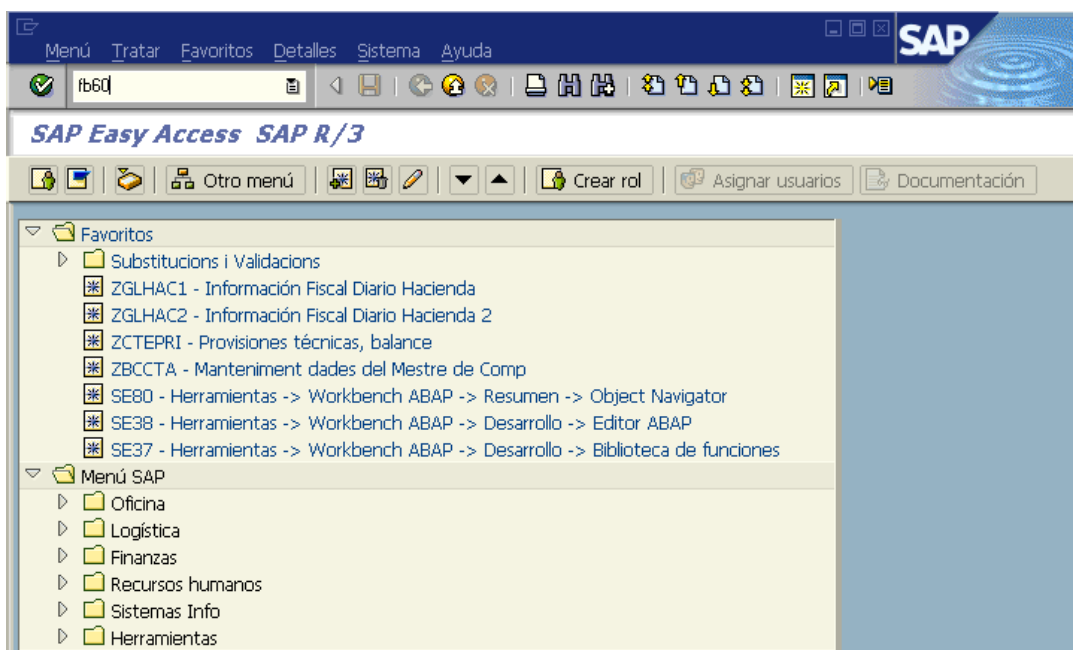 Menú Tratar Favoritos Detalles Sistema Ayuda
SAP
fb60
SAP Easy Access SAP R/3
Otro menú Crear rol Asignar usuarios Documentación
Favoritos
Substitucions i Validacions
ZGLHAC1 - Información Fiscal Diario Hacienda
ZGLHAC2 - Información Fiscal Diario Hacienda 2
ZCTEPRI - Provisiones técnicas, balance
ZBCCTA - Manteniment dades del Mestre de Comp
SE80 - Herramientas -> Workbench ABAP -> Resumen -> Object Navigator
SE38 - Herramientas -> Workbench ABAP -> Desarrollo -> Editor ABAP
SE37 - Herramientas -> Workbench ABAP -> Desarrollo -> Biblioteca de funciones
Menú SAP
Oficina
Logística
Finanzas
Recursos humanos
Sistemas Info
Herramientas